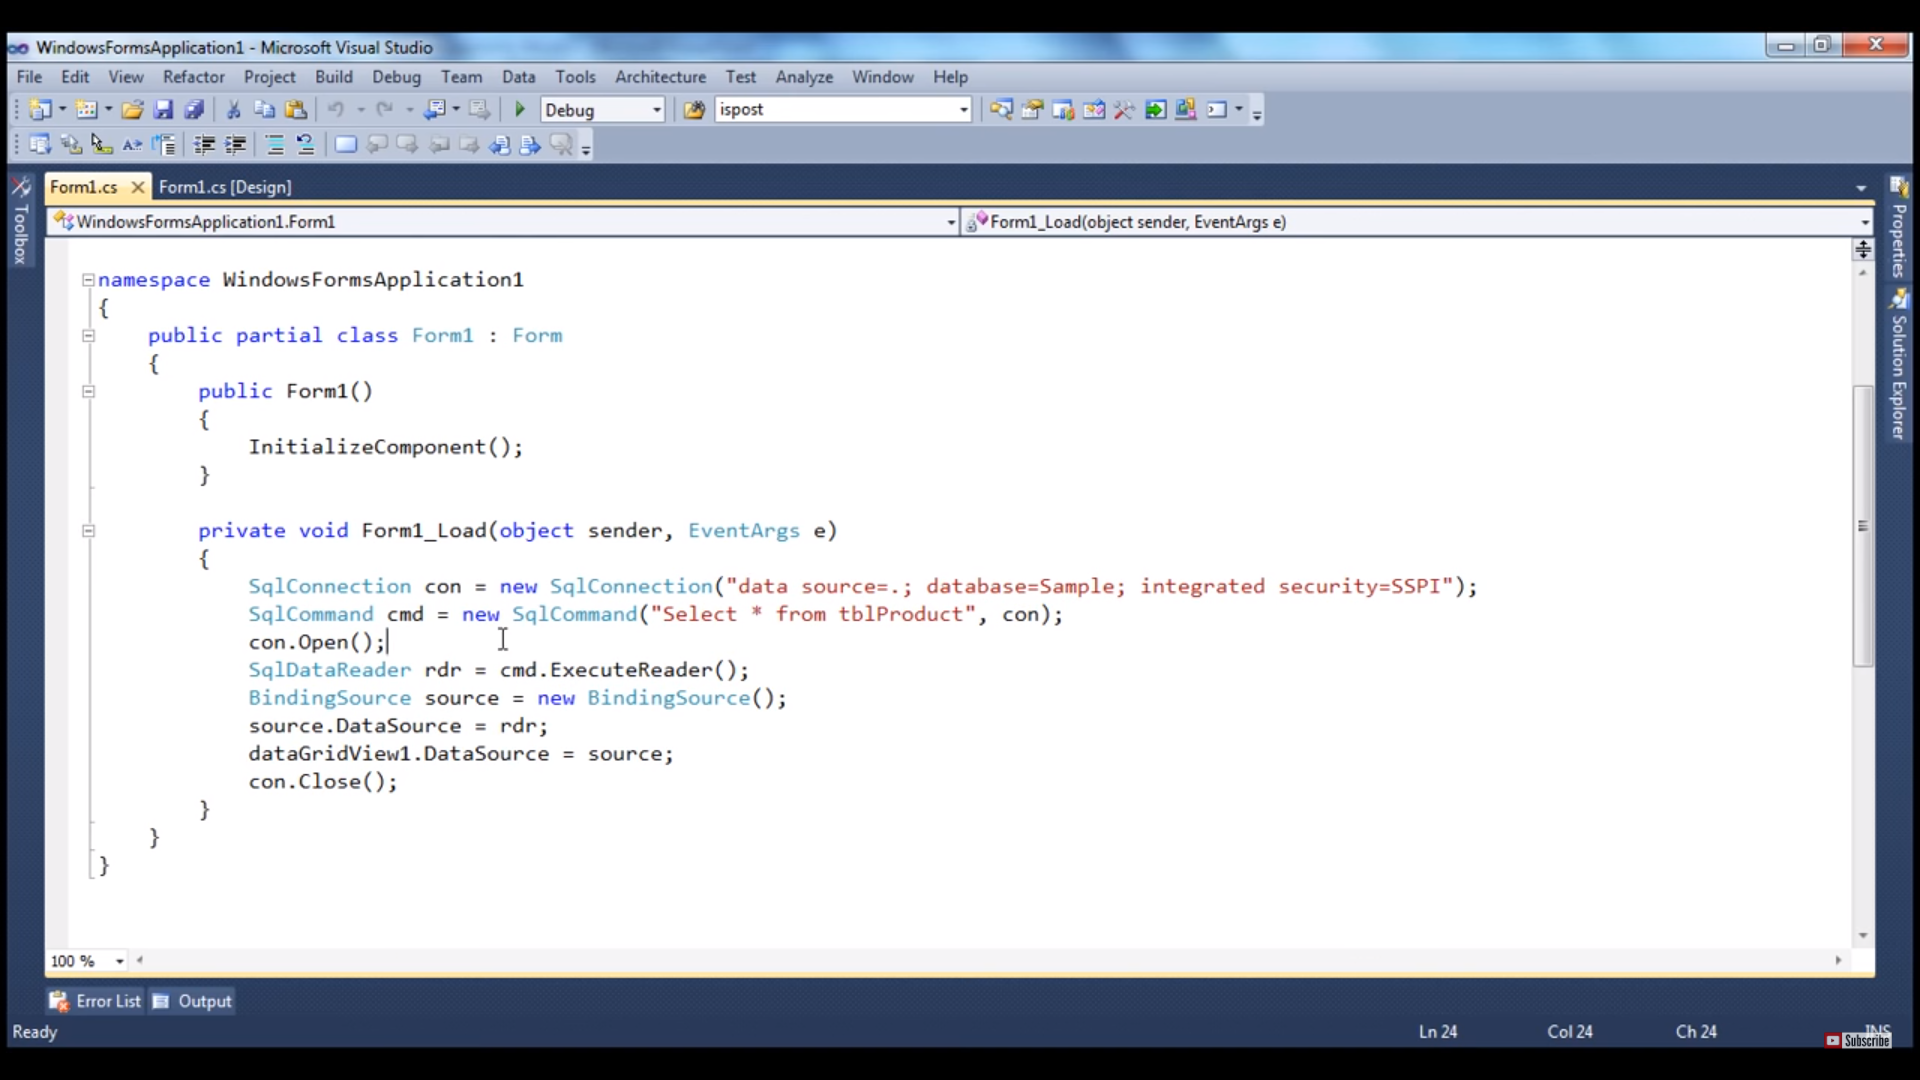 WindowsFormsApplication1 - Microsoft Visual Studio
File Edit View Refactor Project Build Debug Team Data Tools Architecture Test Analyze Window Help
Debug ispost
Form1.cs Form1.cs [Design]
WindowsFormsApplication1.Form1 Form1_Load(object sender, EventArgs e)
Toolbox
Properties
Solution Explorer
namespace WindowsFormsApplication1
{
public partial class Form1 : Form
{
public Form1()
{
InitializeComponent();
}
private void Form1_Load(object sender, EventArgs e)
{
SqlConnection con = new SqlConnection("data source=.; database=Sample; integrated security=SSPI");
SqlCommand cmd = new SqlCommand("Select * from tblProduct", con);
con.Open();
SqlDataReader rdr = cmd.ExecuteReader();
BindingSource source = new BindingSource();
source.DataSource = rdr;
dataGridView1.DataSource = source;
con.Close();
}
}
}
100 %
Error List Output
Ready Ln 24 Col 24 Ch 24 INS
Subscribe